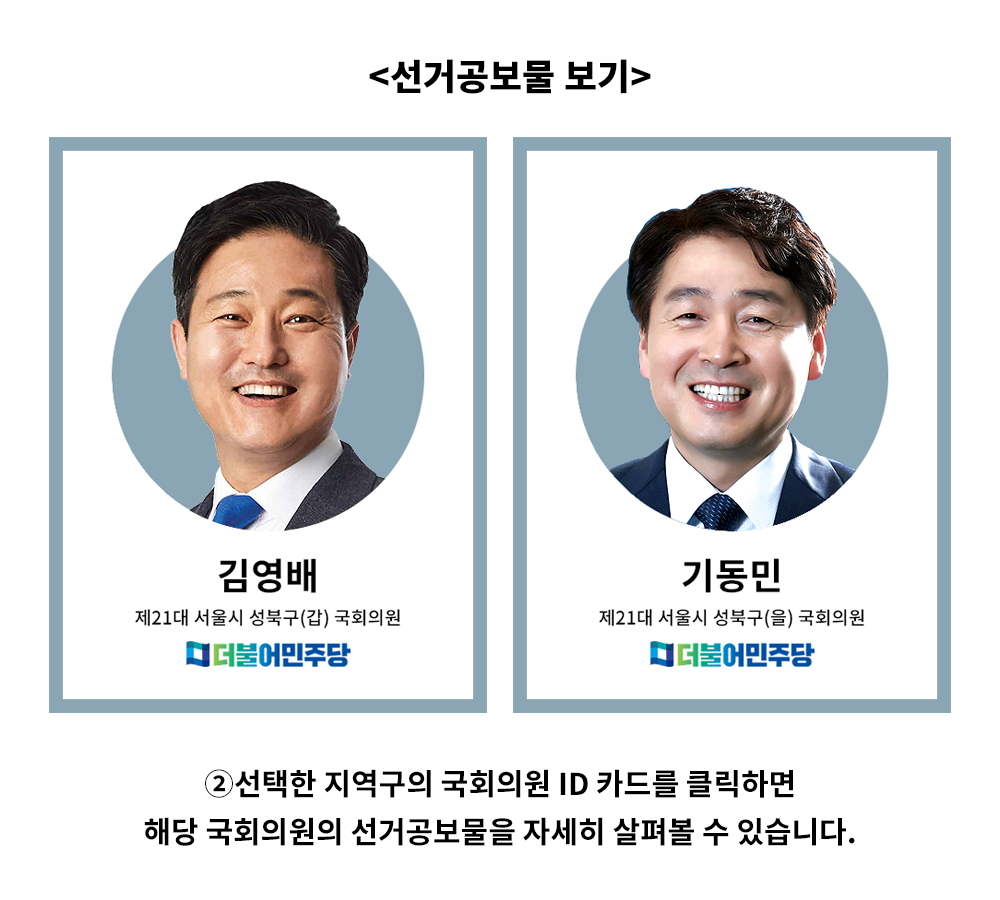 <선거공보물 보기>
김영배
제21대 서울시 성북구(갑) 국회의원
더불어민주당
기동민
제21대 서울시 성북구(을) 국회의원
더불어민주당
②선택한 지역구의 국회의원 ID 카드를 클릭하면
해당 국회의원의 선거공보물을 자세히 살펴볼 수 있습니다.